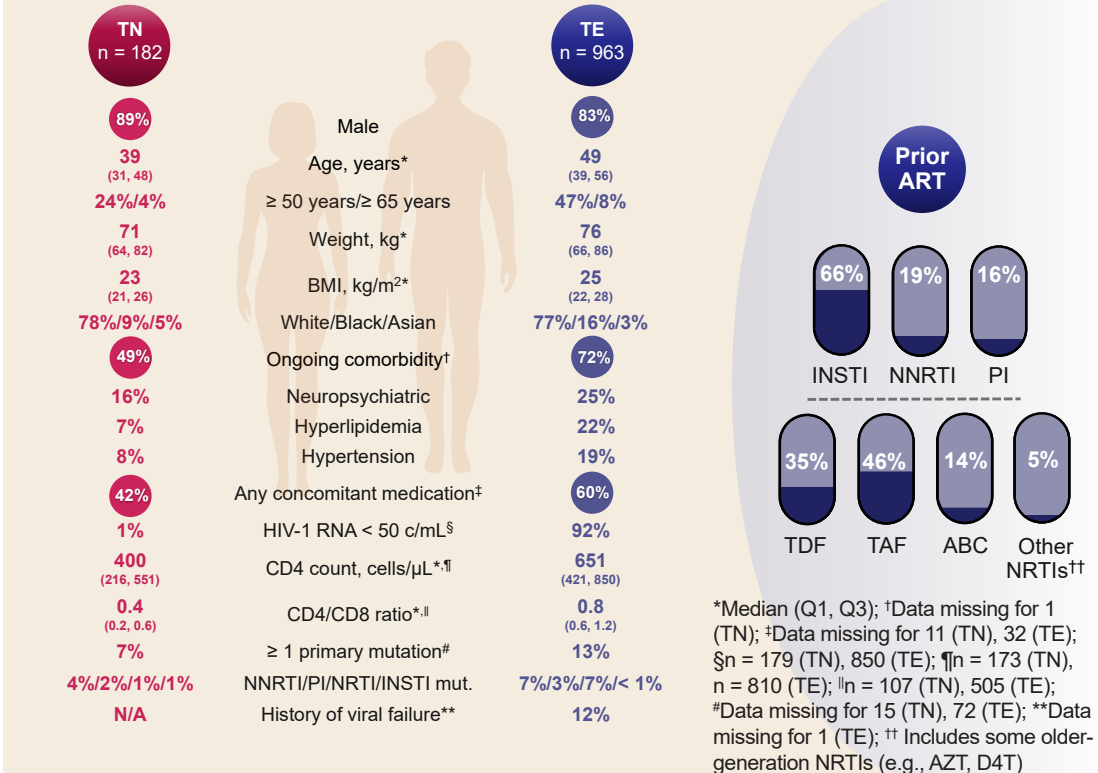 TN
n = 182
TE
n = 963
89% Male 83%
39 Age, years* 49
(31, 48) (39, 56)
24%/4% ≥ 50 years/≥ 65 years 47%/8%
71 Weight, kg* 76
(64, 82) (66, 86)
23 BMI, kg/m²* 25
(21, 26) (22, 28)
78%/9%/5% White/Black/Asian 77%/16%/3%
49% Ongoing comorbidity† 72%
16% Neuropsychiatric 25%
7% Hyperlipidemia 22%
8% Hypertension 19%
42% Any concomitant medication‡ 60%
1% HIV-1 RNA < 50 c/mL§ 92%
400 CD4 count, cells/µL*,¶ 651
(216, 551) (421, 850)
0.4 CD4/CD8 ratio*,‖ 0.8
(0.2, 0.6) (0.6, 1.2)
7% ≥ 1 primary mutation# 13%
4%/2%/1%/1% NNRTI/PI/NRTI/INSTI mut. 7%/3%/7%/< 1%
N/A History of viral failure** 12%
Prior
ART
66% 19% 16%
INSTI NNRTI PI
35% 46% 14% 5%
TDF TAF ABC Other
NRTIs††
*Median (Q1, Q3); †Data missing for 1
(TN); ‡Data missing for 11 (TN), 32 (TE);
§n = 179 (TN), 850 (TE); ¶n = 173 (TN),
n = 810 (TE); ‖n = 107 (TN), 505 (TE);
#Data missing for 15 (TN), 72 (TE); **Data
missing for 1 (TE); †† Includes some older-
generation NRTIs (e.g., AZT, D4T)